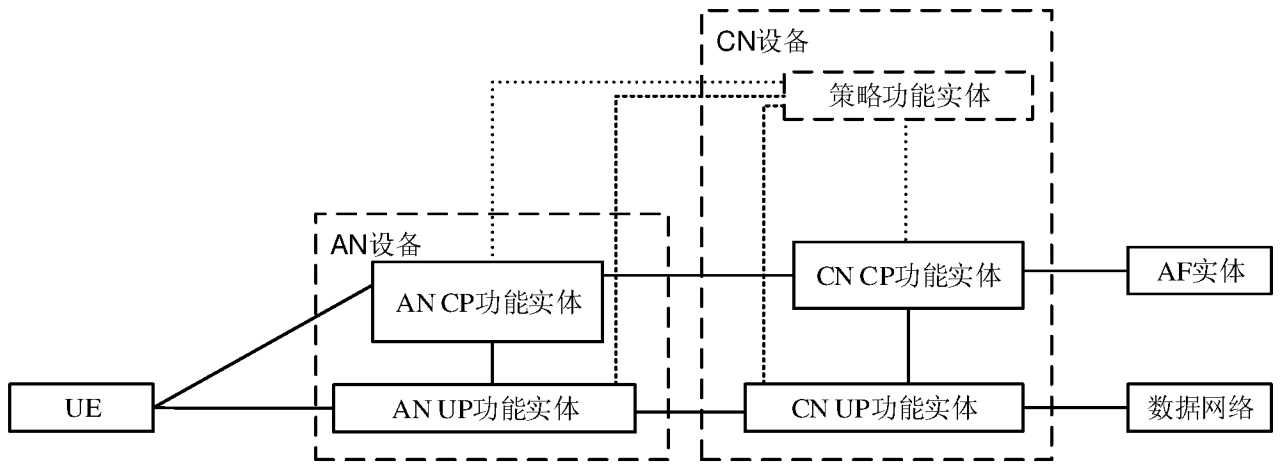 CN设备
策略功能实体
AN设备
AN CP功能实体
CN CP功能实体
AF实体
UE
AN UP功能实体
CN UP功能实体
数据网络